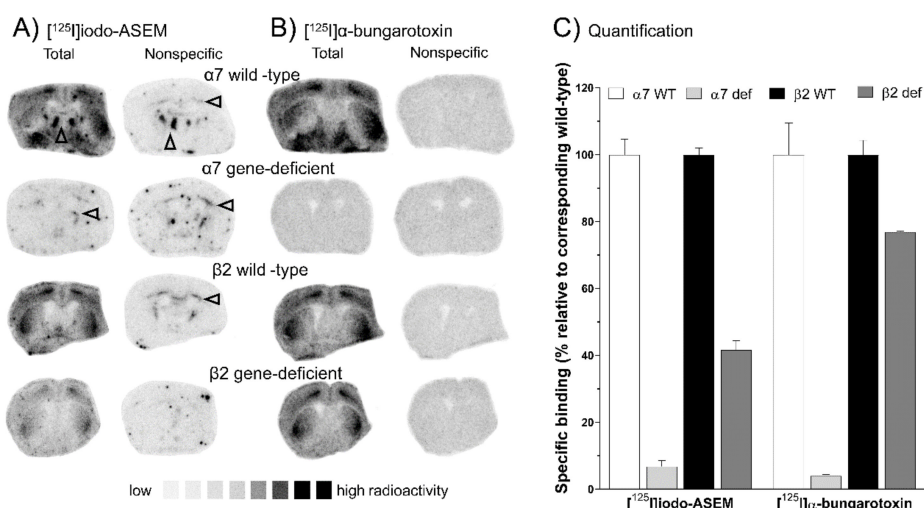 A) [¹²⁵I]iodo-ASEM
Total Nonspecific
α7 wild -type
α7 gene-deficient
β2 wild -type
β2 gene-deficient
B) [¹²⁵I]α-bungarotoxin
Total Nonspecific
low high radioactivity
C) Quantification
α7 WT α7 def β2 WT β2 def
Specific binding (% relative to corresponding wild-type)
120
100
80
60
40
20
0
[¹²⁵I]iodo-ASEM [¹²⁵I]α-bungarotoxin